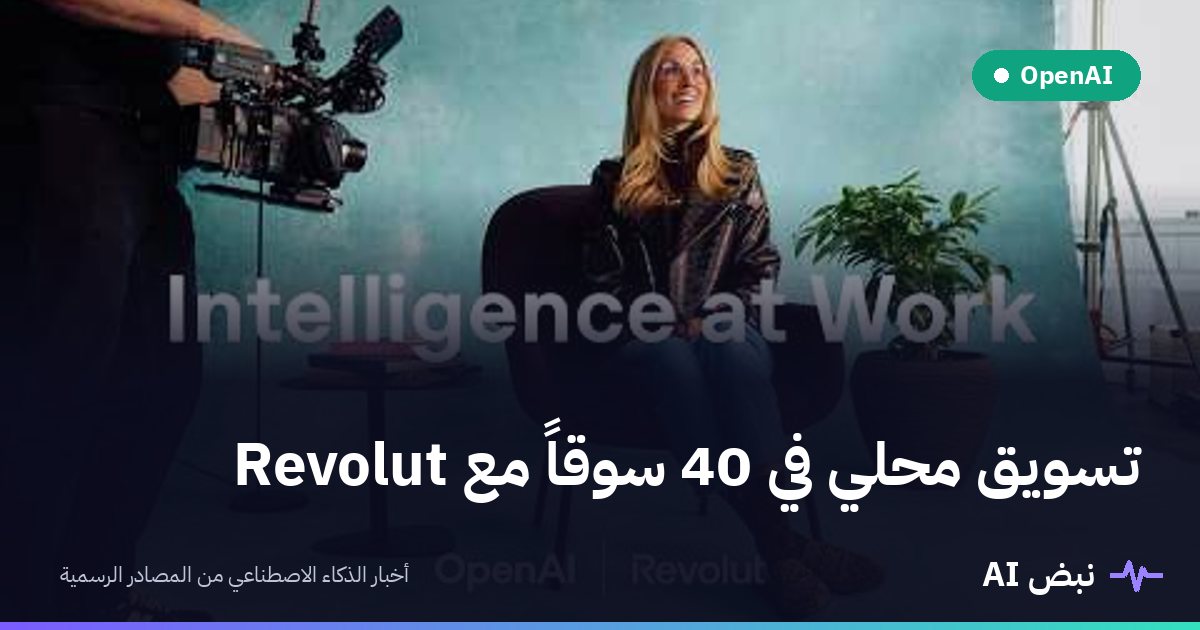 OpenAI
Intelligence at Work
تسويق محلي في 40 سوقاً مع Revolut
OpenAI | Revolut
نبض AI
أخبار الذكاء الاصطناعي من المصادر الرسمية